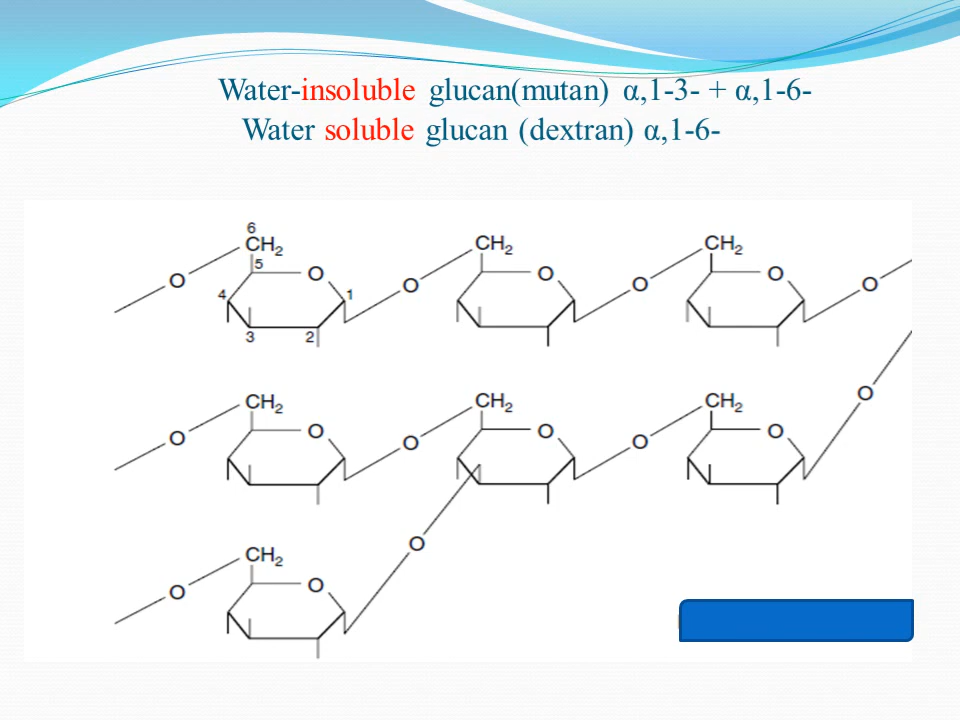 Water-insoluble glucan(mutan) α,1-3- + α,1-6-
Water soluble glucan (dextran) α,1-6-
6
CH2 CH2 CH2
5 O O O
O O O O
4 1
3 2
O
CH2 CH2 CH2
O O O
O O O
O
CH2
O
O